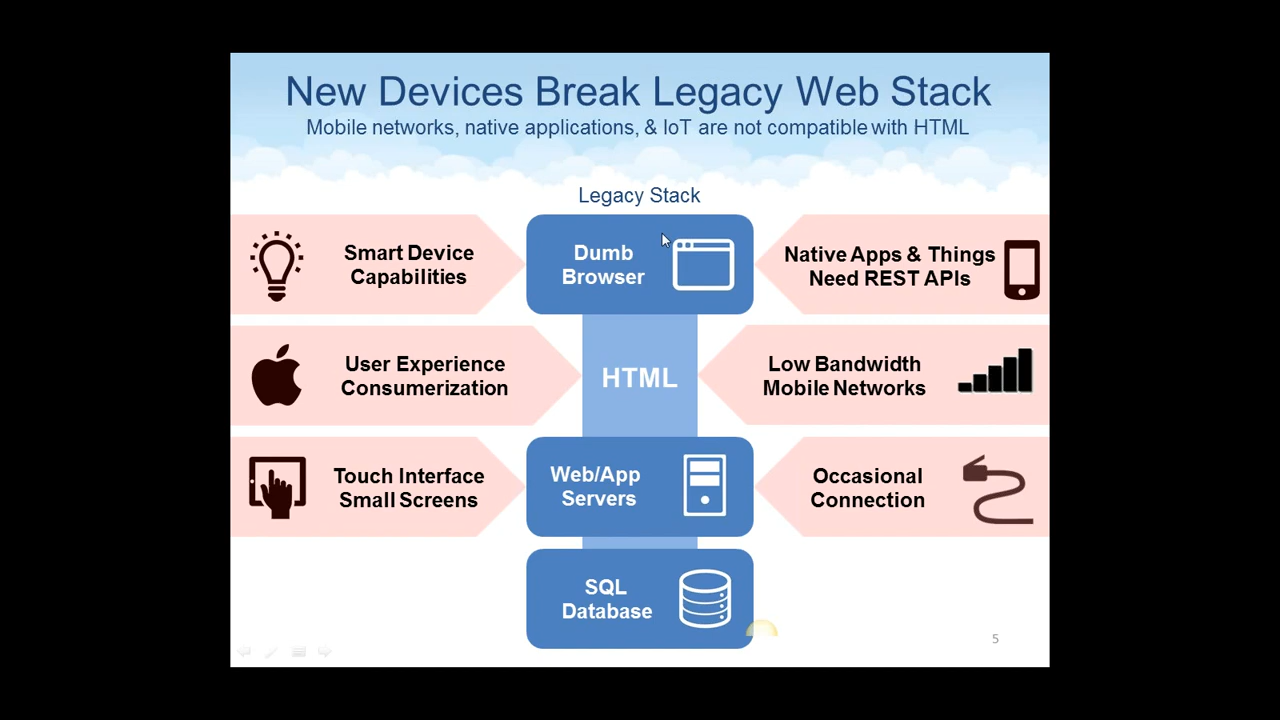 New Devices Break Legacy Web Stack
Mobile networks, native applications, & IoT are not compatible with HTML
Legacy Stack
Smart Device
Capabilities
Dumb
Browser
Native Apps & Things
Need REST APIs
User Experience
Consumerization
HTML
Low Bandwidth
Mobile Networks
Touch Interface
Small Screens
Web/App
Servers
Occasional
Connection
SQL
Database
5